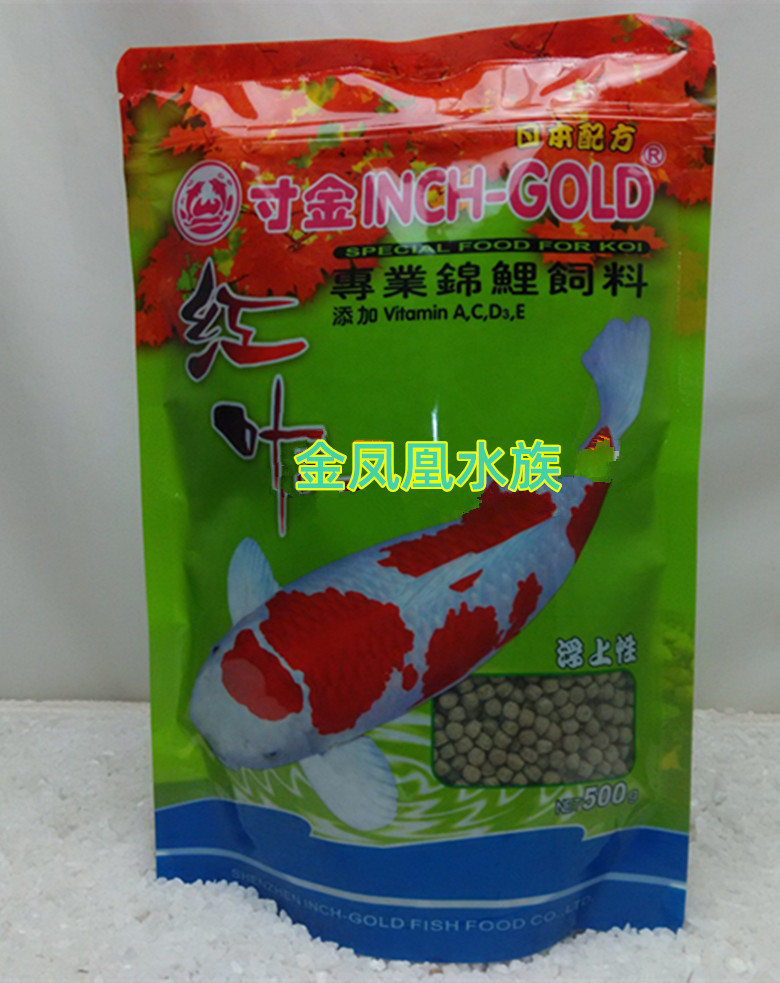 日本配方
寸金INCH-GOLD®
SPECIAL FOOD FOR KOI
專業錦鯉飼料
添加 Vitamin A,C,D3,E
红叶
金凤凰水族
浮上性
NET 500g
SHENZHEN INCH-GOLD FISH FOOD CO.,LTD.